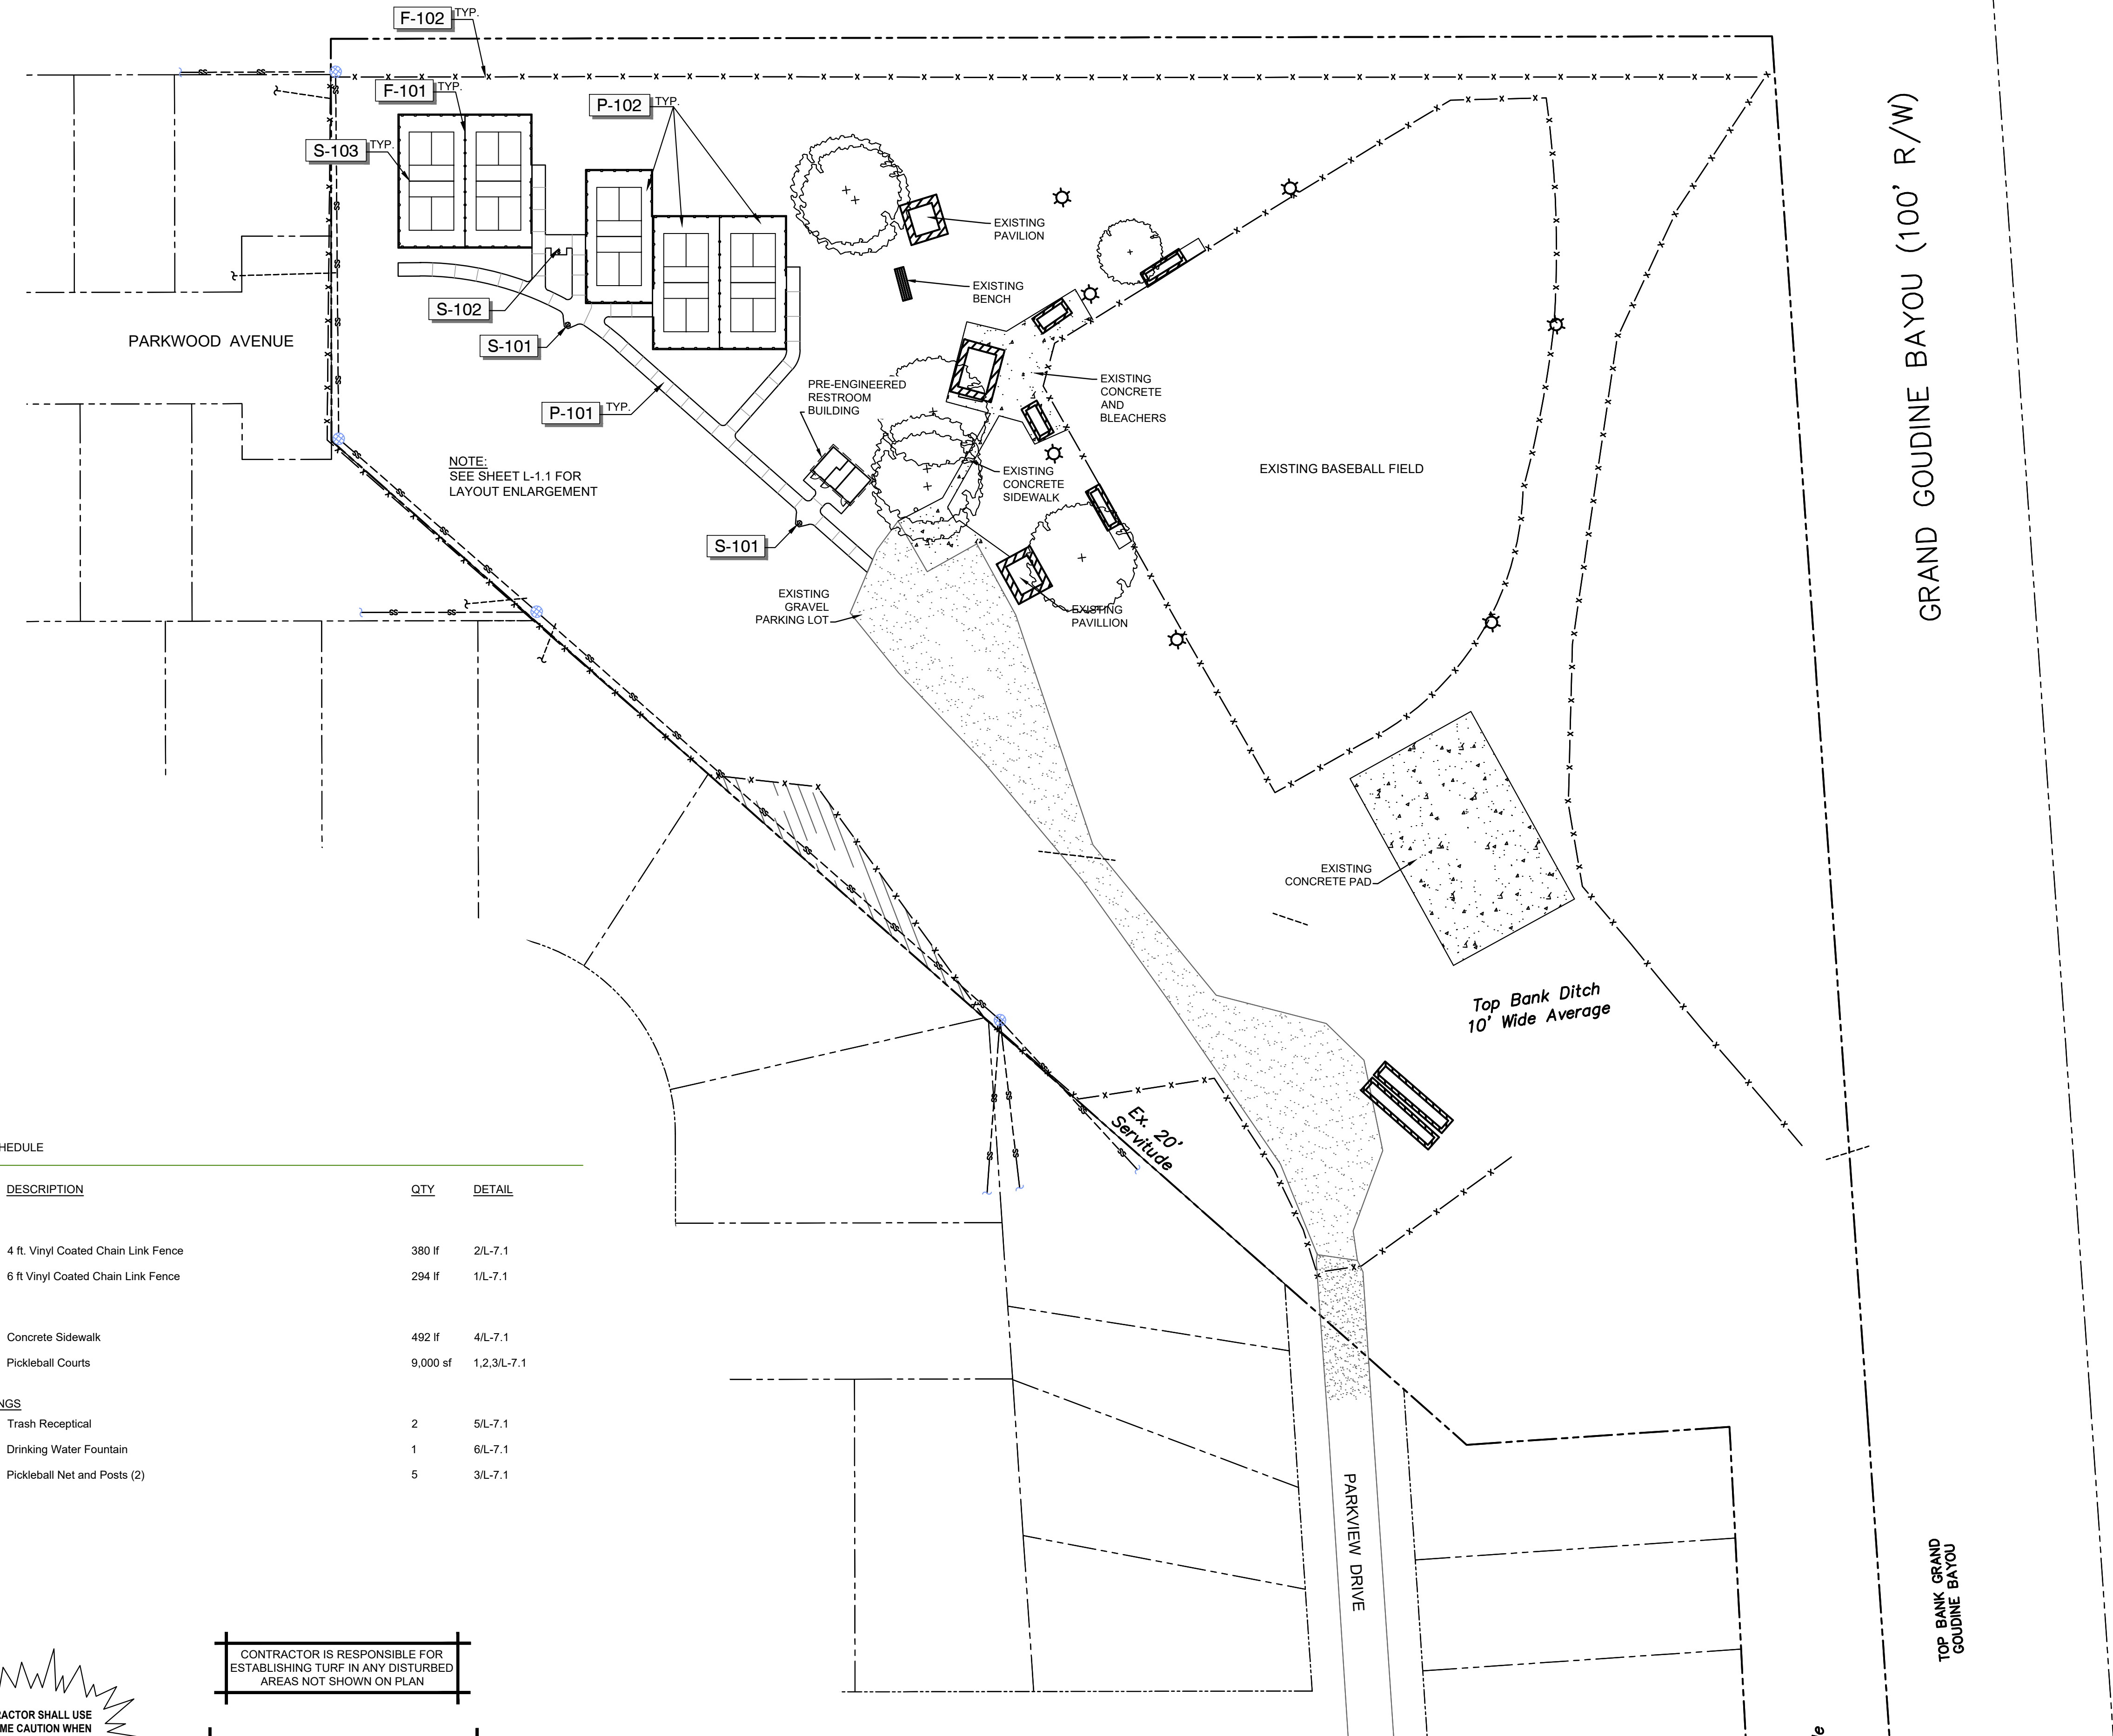 F-102 TYP.
F-101 TYP.
P-102 TYP.
S-103 TYP.
GRAND GOUDINE BAYOU (100' R/W)
EXISTING
PAVILION
EXISTING
BENCH
S-102
S-101
PARKWOOD AVENUE
PRE-ENGINEERED
RESTROOM
BUILDING
EXISTING
CONCRETE
AND
BLEACHERS
P-101 TYP.
NOTE:
SEE SHEET L-1.1 FOR
LAYOUT ENLARGEMENT
EXISTING
CONCRETE
SIDEWALK
EXISTING BASEBALL FIELD
S-101
EXISTING
GRAVEL
PARKING LOT
EXISTING
PAVILLION
EXISTING
CONCRETE PAD
Top Bank Ditch
10' Wide Average
Ex. 20'
Servitude
HEDULE
DESCRIPTION QTY DETAIL
4 ft. Vinyl Coated Chain Link Fence 380 lf 2/L-7.1
6 ft Vinyl Coated Chain Link Fence 294 lf 1/L-7.1
Concrete Sidewalk 492 lf 4/L-7.1
Pickleball Courts 9,000 sf 1,2,3/L-7.1
NGS
Trash Receptical 2 5/L-7.1
Drinking Water Fountain 1 6/L-7.1
Pickleball Net and Posts (2) 5 3/L-7.1
PARKVIEW DRIVE
TOP BANK GRAND
GOUDINE BAYOU
CONTRACTOR IS RESPONSIBLE FOR
ESTABLISHING TURF IN ANY DISTURBED
AREAS NOT SHOWN ON PLAN
RACTOR SHALL USE
ME CAUTION WHEN